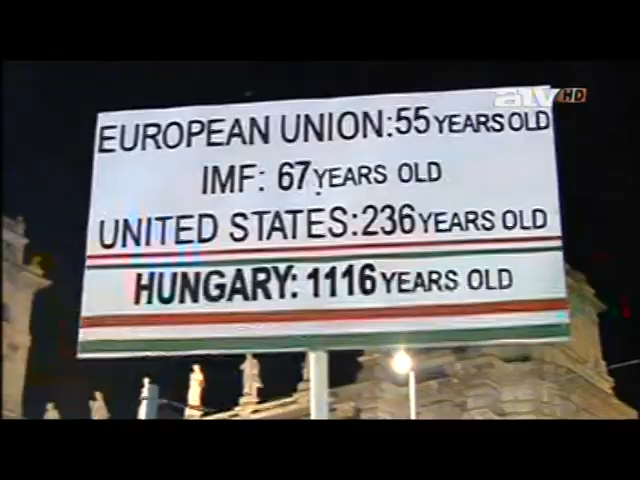 atv HD
EUROPEAN UNION:55 YEARS OLD
IMF: 67 YEARS OLD
UNITED STATES:236 YEARS OLD
HUNGARY: 1116 YEARS OLD